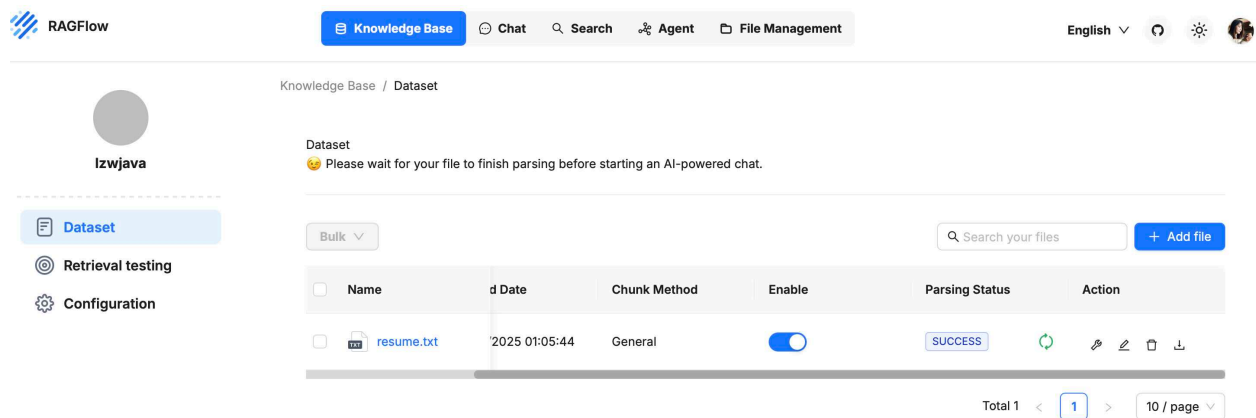 RAGFlow
Knowledge Base Chat Search Agent File Management
English
Knowledge Base / Dataset
lzwjava
Dataset
Retrieval testing
Configuration
Dataset
😉 Please wait for your file to finish parsing before starting an AI-powered chat.
Bulk
Search your files
+ Add file
Name d Date Chunk Method Enable Parsing Status Action
TXT resume.txt /2025 01:05:44 General SUCCESS
Total 1 < 1 > 10 / page